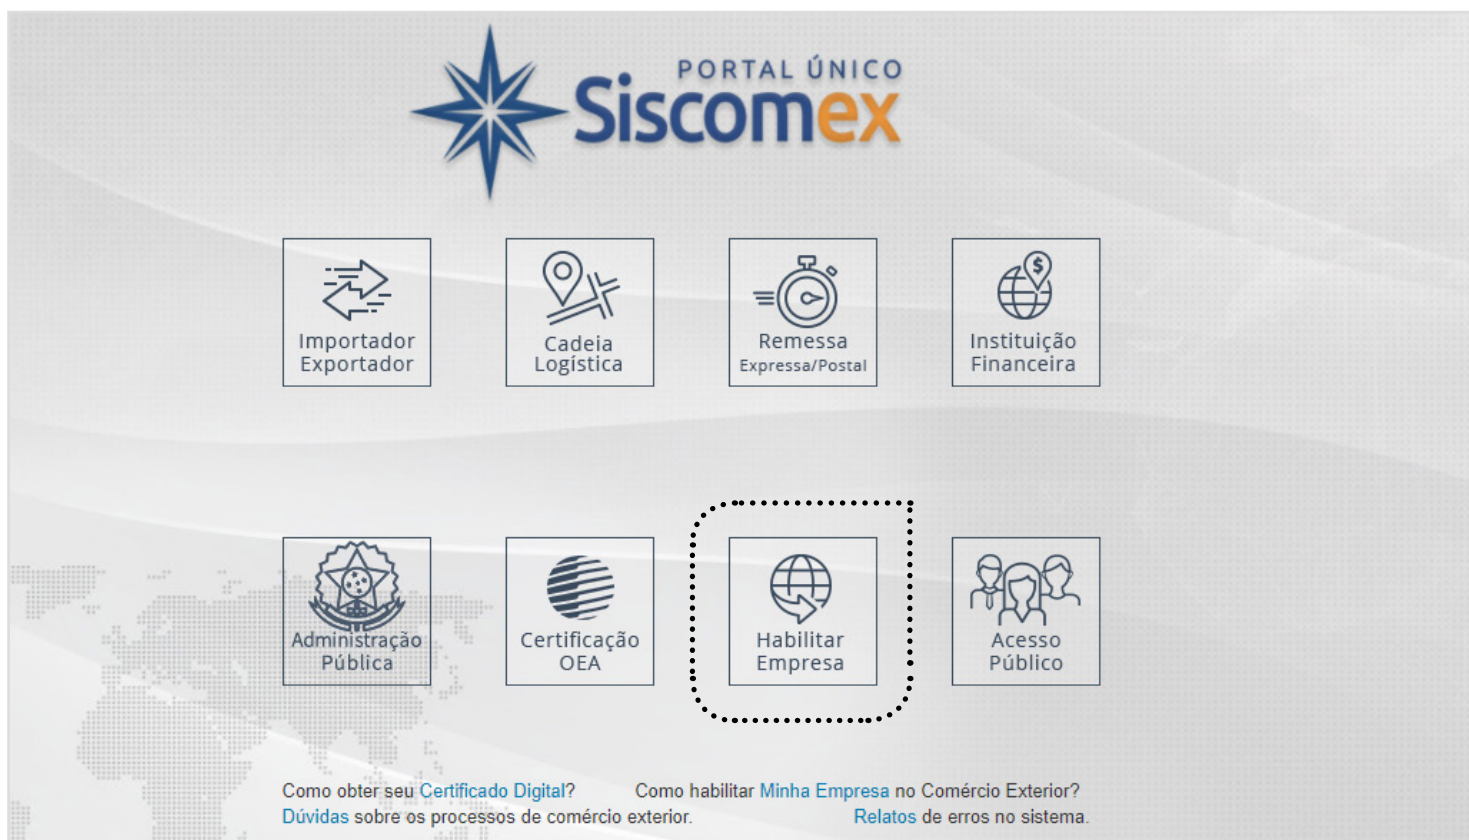 PORTAL ÚNICO
Siscomex
Importador
Exportador
Cadeia
Logística
Remessa
Expressa/Postal
$
Instituição
Financeira
Administração
Pública
Certificação
OEA
Habilitar
Empresa
Acesso
Público
Como obter seu Certificado Digital?
Como habilitar Minha Empresa no Comércio Exterior?
Dúvidas sobre os processos de comércio exterior.
Relatos de erros no sistema.